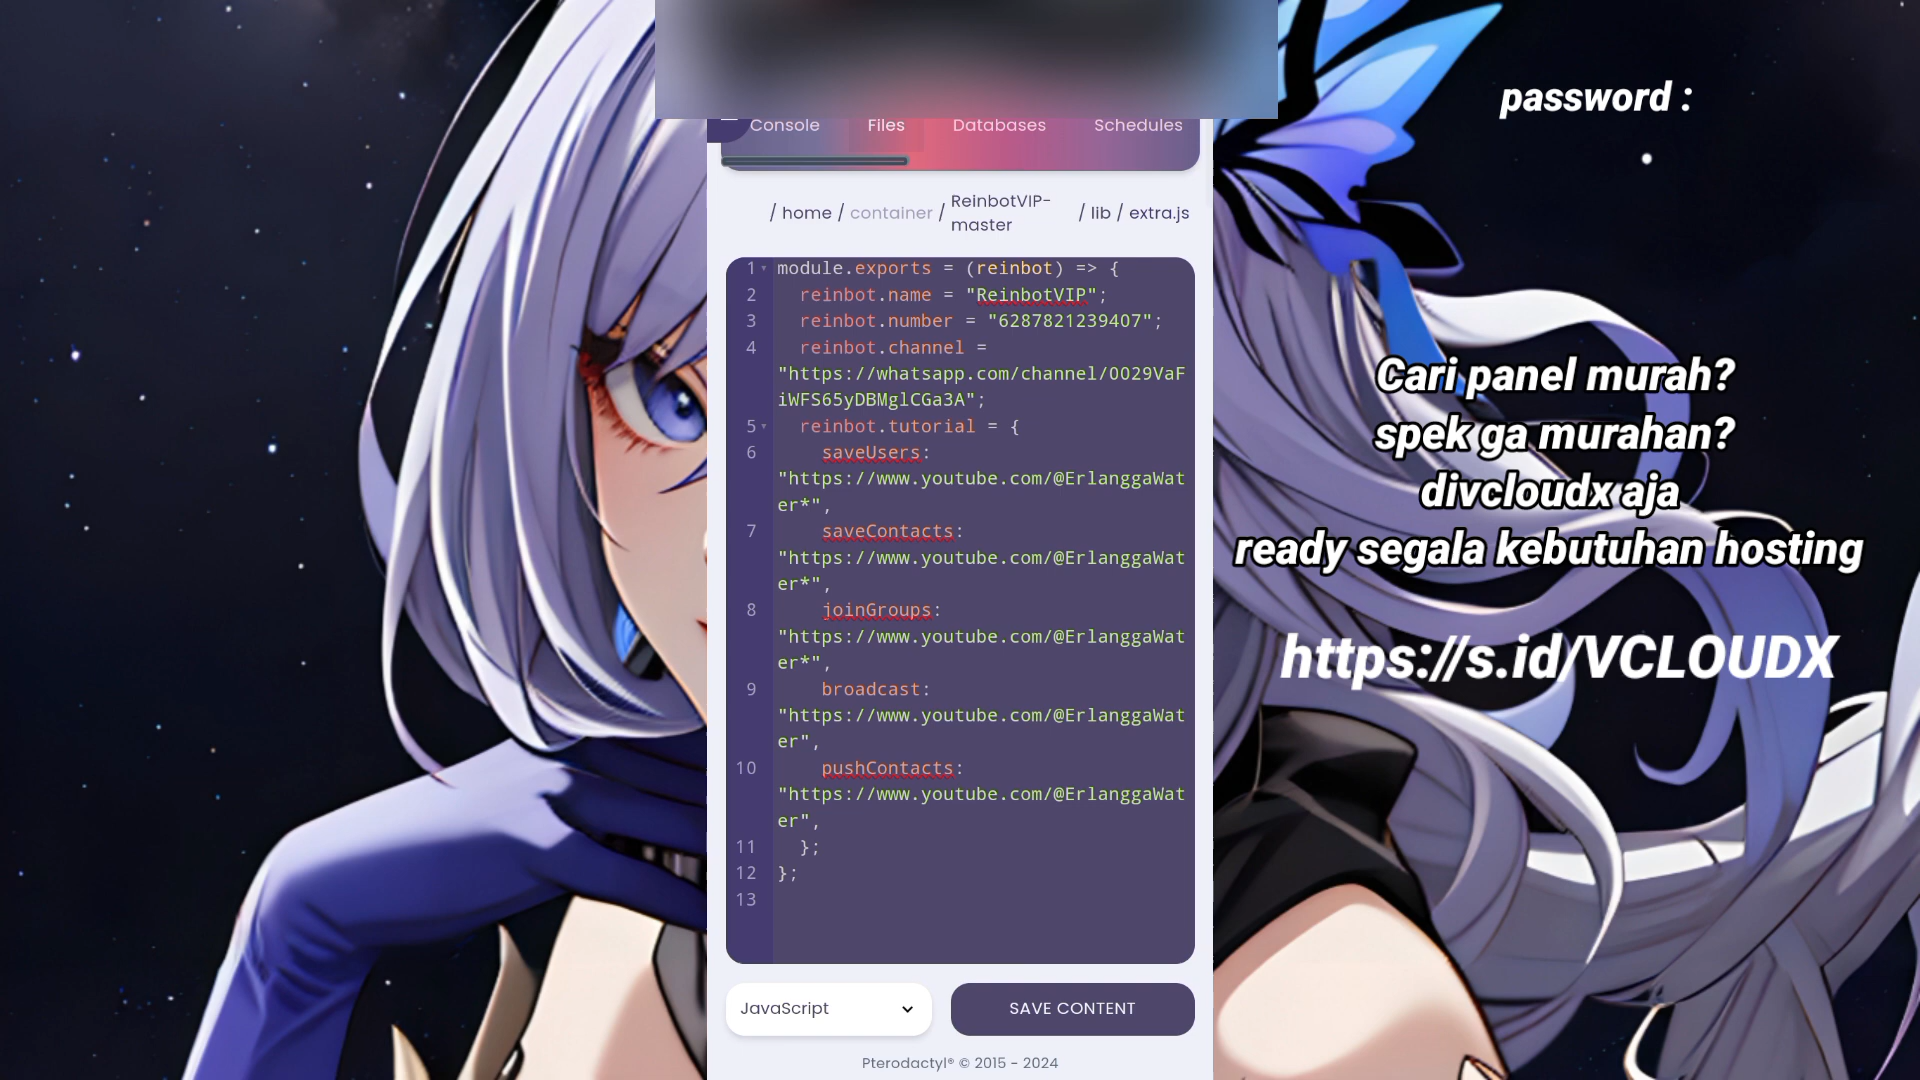 password :
Console Files Databases Schedules
/ home / container / ReinbotVIP-master / lib / extra.js
1 module.exports = (reinbot) => {
2 reinbot.name = "ReinbotVIP";
3 reinbot.number = "6287821239407";
4 reinbot.channel =
"https://whatsapp.com/channel/0029VaF
iWFS65yDBMglCGa3A";
5 reinbot.tutorial = {
6 saveUsers:
"https://www.youtube.com/@ErlanggaWat
er*",
7 saveContacts:
"https://www.youtube.com/@ErlanggaWat
er*",
8 joinGroups:
"https://www.youtube.com/@ErlanggaWat
er*",
9 broadcast:
"https://www.youtube.com/@ErlanggaWat
er",
10 pushContacts:
"https://www.youtube.com/@ErlanggaWat
er",
11 };
12 };
13
JavaScript
SAVE CONTENT
Pterodactyl® © 2015 - 2024
Cari panel murah?
spek ga murahan?
divcloudx aja
ready segala kebutuhan hosting
https://s.id/VCLOUDX